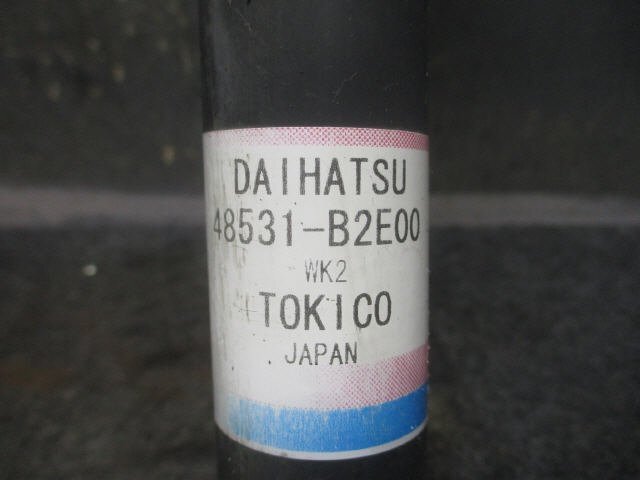 DAIHATSU
48531-B2E00
WK2
TOKICO
JAPAN